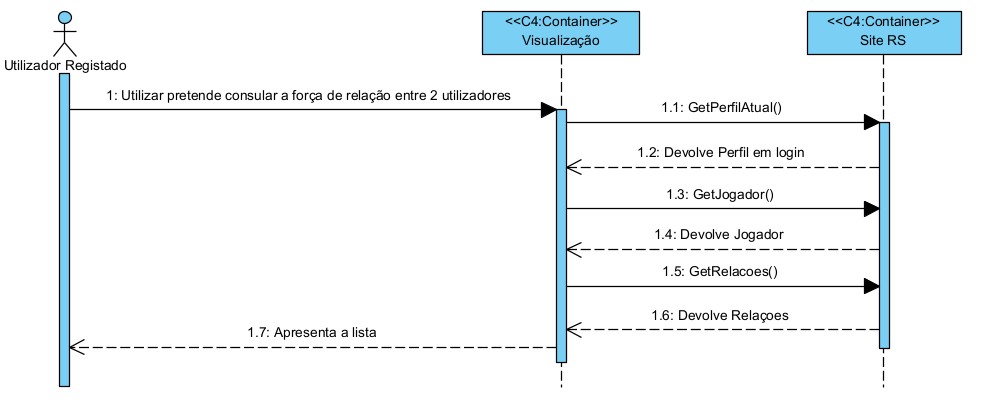 <<C4:Container>>
Visualização
<<C4:Container>>
Site RS
Utilizador Registado
1: Utilizar pretende consular a força de relação entre 2 utilizadores
1.1: GetPerfilAtual()
1.2: Devolve Perfil em login
1.3: GetJogador()
1.4: Devolve Jogador
1.5: GetRelacoes()
1.6: Devolve Relaçoes
1.7: Apresenta a lista